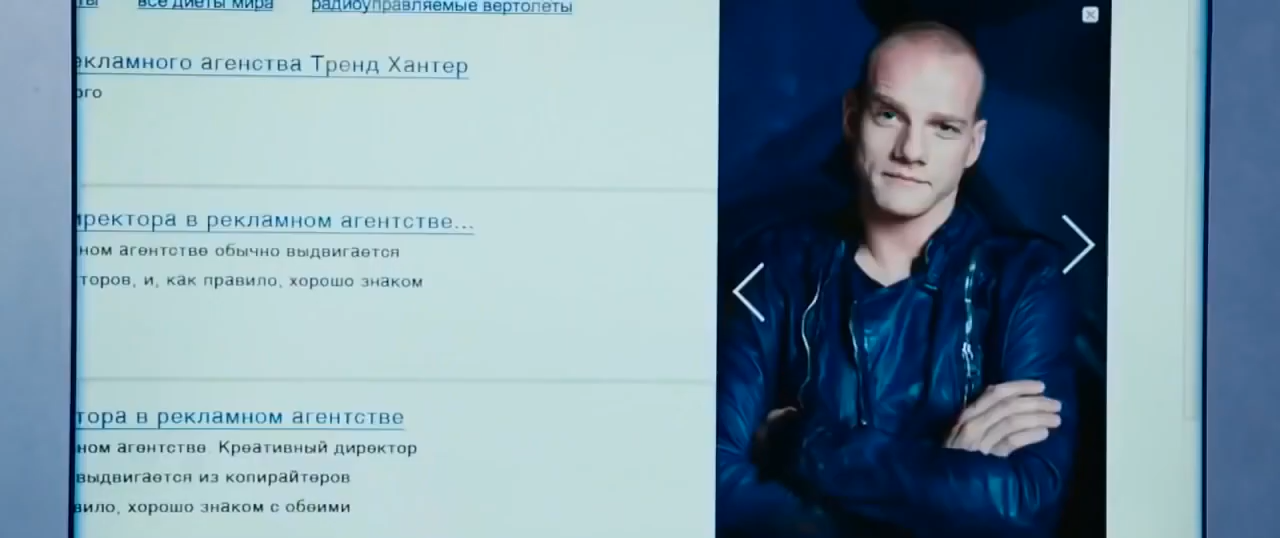 ты все диеты мира радиоуправляемые вертолеты
екламного агенства Тренд Хантер
ого
иректора в рекламном агентстве...
ном агентстве обычно выдвигается
торов, и, как правило, хорошо знаком
тора в рекламном агентстве
ном агентстве. Креативный директор
выдвигается из копирайтеров
вило, хорошо знаком с обеими